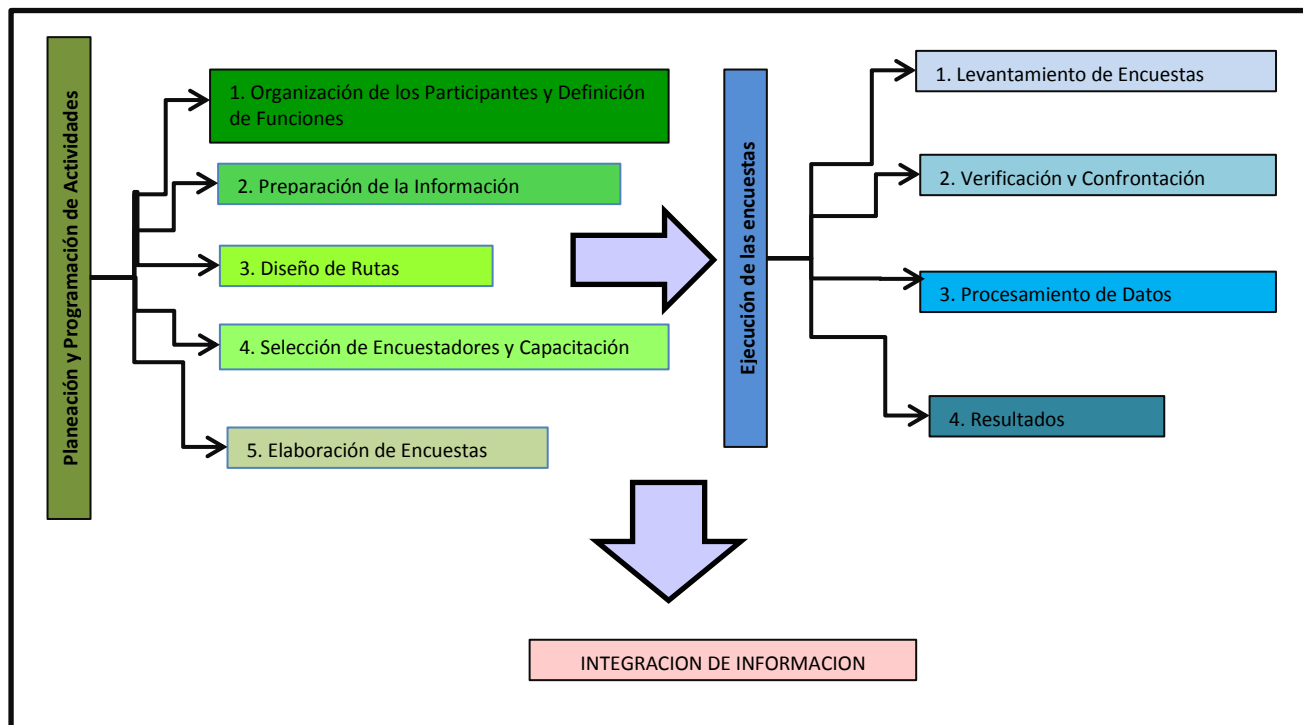 Planeación y Programación de Actividades
1. Organización de los Participantes y Definición
de Funciones
2. Preparación de la Información
3. Diseño de Rutas
4. Selección de Encuestadores y Capacitación
5. Elaboración de Encuestas
Ejecución de las encuestas
1. Levantamiento de Encuestas
2. Verificación y Confrontación
3. Procesamiento de Datos
4. Resultados
INTEGRACION DE INFORMACION